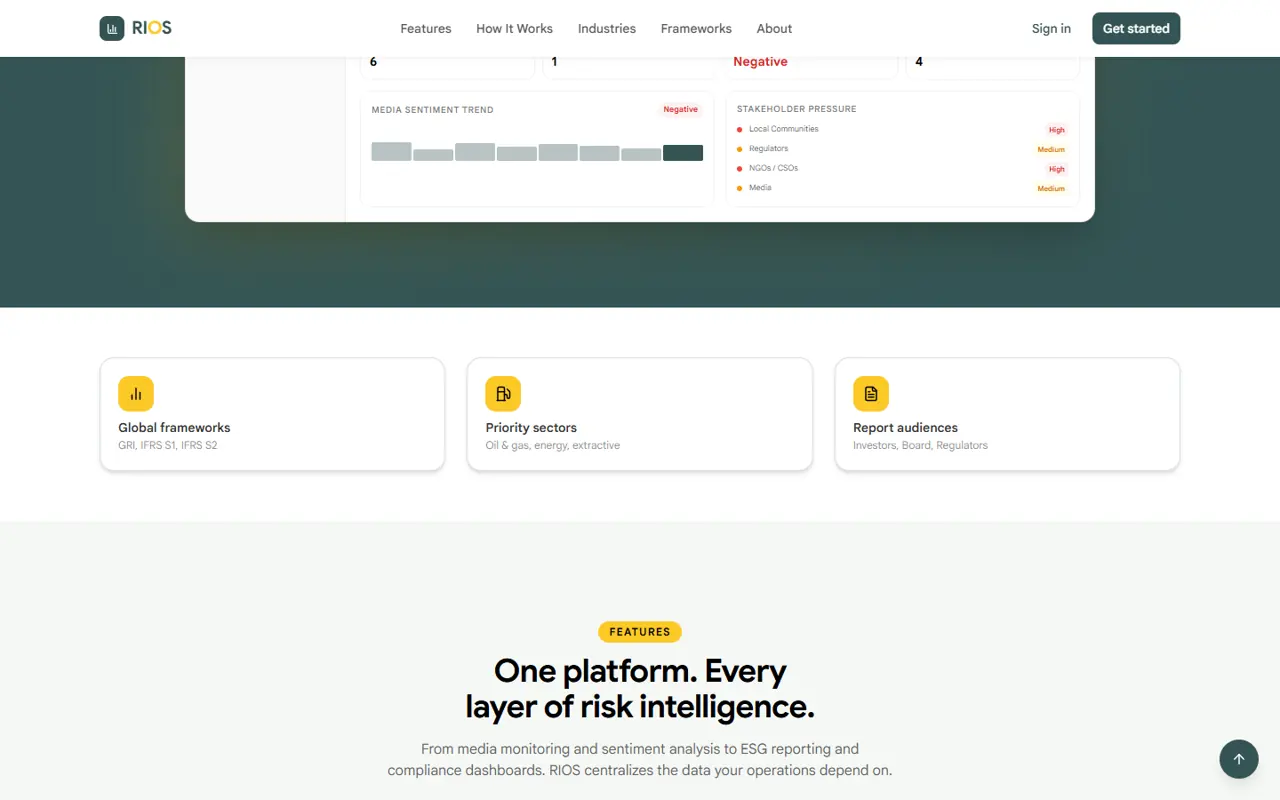 RIOS
Features
How It Works
Industries
Frameworks
About
Sign in
Get started
6
1
Negative
4
MEDIA SENTIMENT TREND
Negative
STAKEHOLDER PRESSURE
Local Communities
High
Regulators
Medium
NGOs / CSOs
High
Media
Medium
Global frameworks
GRI, IFRS S1, IFRS S2
Priority sectors
Oil & gas, energy, extractive
Report audiences
Investors, Board, Regulators
FEATURES
One platform. Every
layer of risk intelligence.
From media monitoring and sentiment analysis to ESG reporting and
compliance dashboards. RIOS centralizes the data your operations depend on.